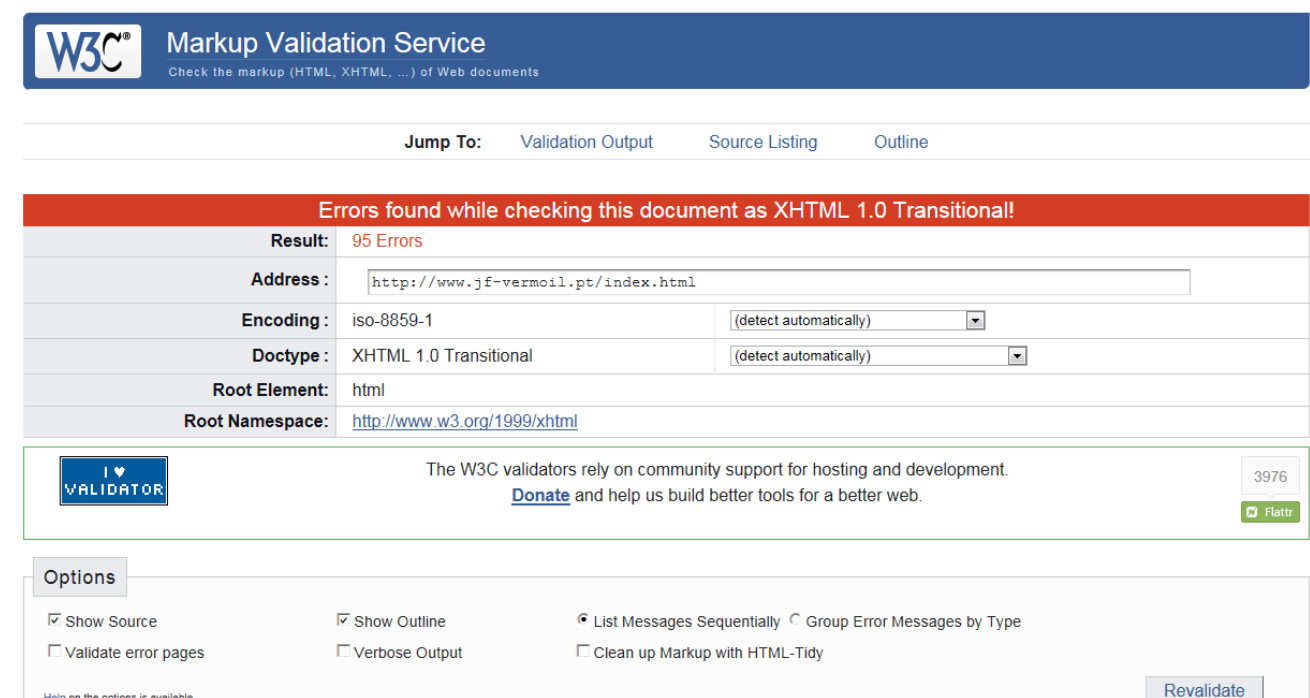 W3C®
Markup Validation Service
Check the markup (HTML, XHTML, ...) of Web documents
Jump To: Validation Output Source Listing Outline
Errors found while checking this document as XHTML 1.0 Transitional!
Result: 95 Errors
Address : http://www.jf-vermoil.pt/index.html
Encoding : iso-8859-1 (detect automatically)
Doctype : XHTML 1.0 Transitional (detect automatically)
Root Element: html
Root Namespace: http://www.w3.org/1999/xhtml
I ♥ VALIDATOR
The W3C validators rely on community support for hosting and development.
Donate and help us build better tools for a better web.
3976
Flattr
Options
Show Source Show Outline List Messages Sequentially Group Error Messages by Type
Validate error pages Verbose Output Clean up Markup with HTML-Tidy
Help on the options is available.
Revalidate